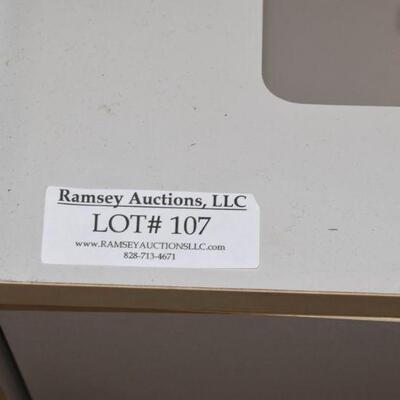 Ramsey Auctions, LLC
LOT# 107
www.RAMSEYAUCTIONSLLC.com
828-713-4671